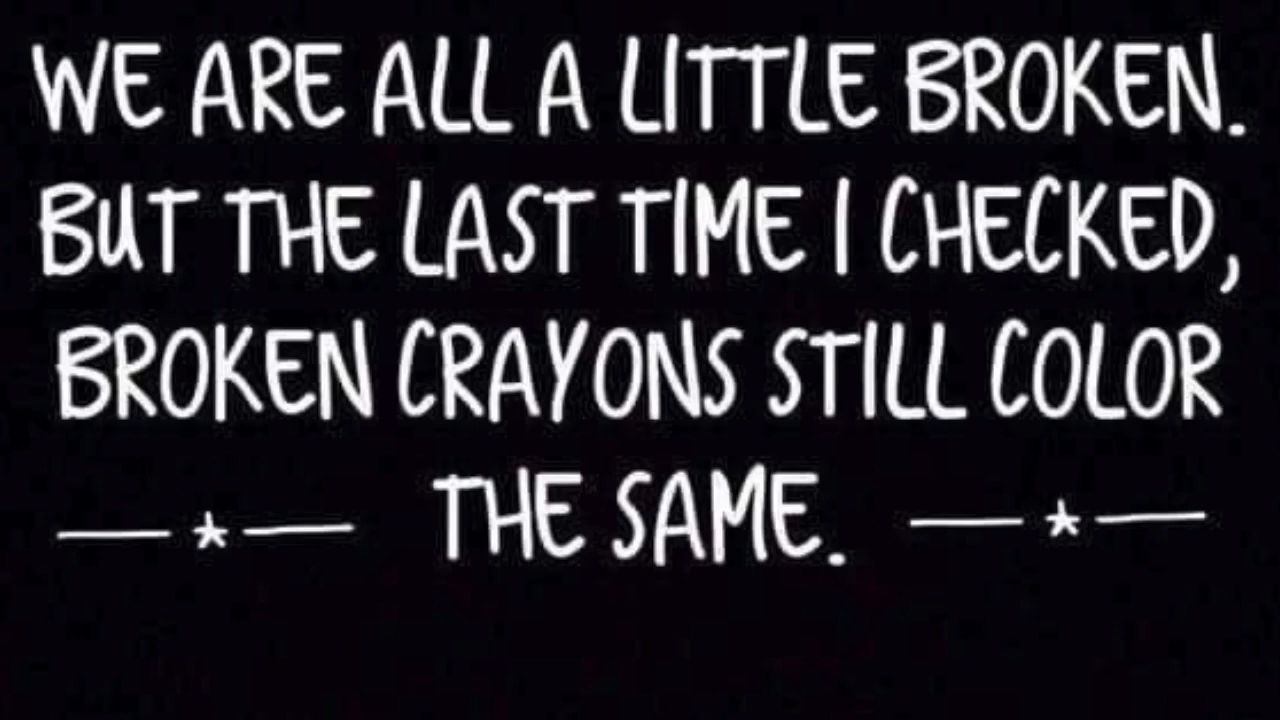 WE ARE ALL A LITTLE BROKEN.
BUT THE LAST TIME I CHECKED,
BROKEN CRAYONS STILL COLOR
THE SAME.